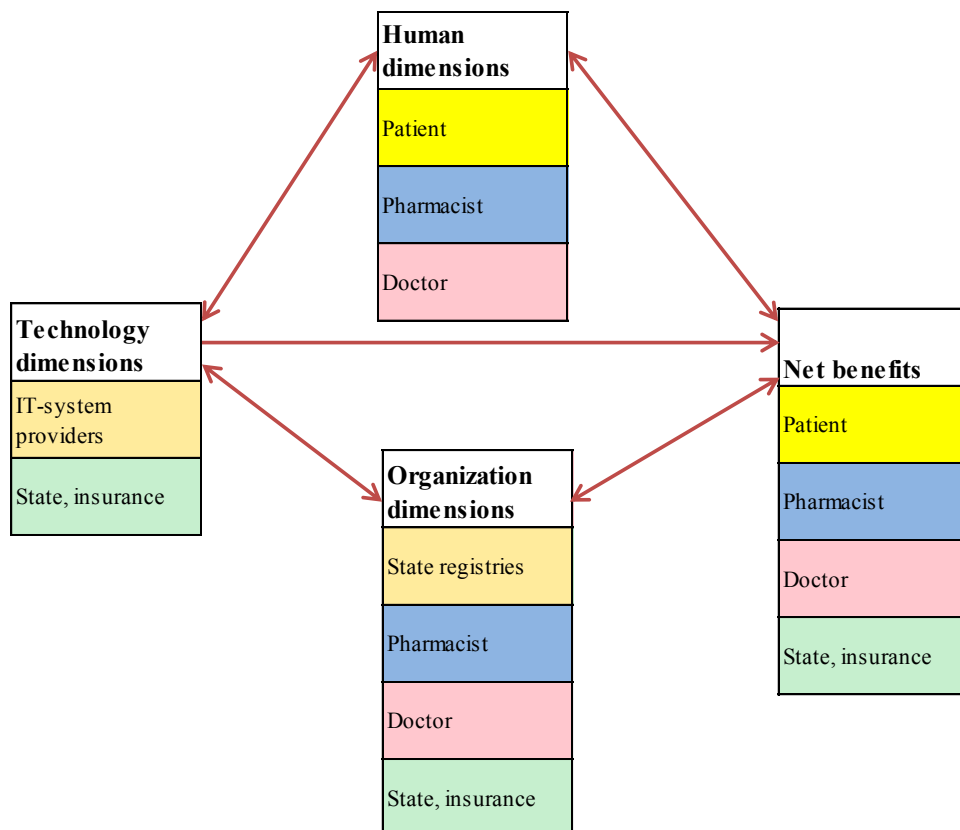 Human
dimensions
Patient
Pharmacist
Doctor
Technology
dimensions
IT-system
providers
State, insurance
Organization
dimensions
State registries
Pharmacist
Doctor
State, insurance
Net benefits
Patient
Pharmacist
Doctor
State, insurance